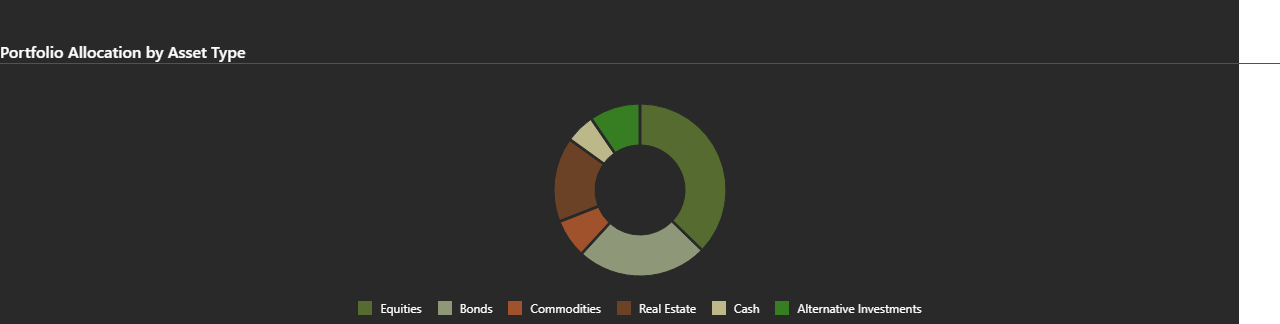 Portfolio Allocation by Asset Type
Equities Bonds Commodities Real Estate Cash Alternative Investments